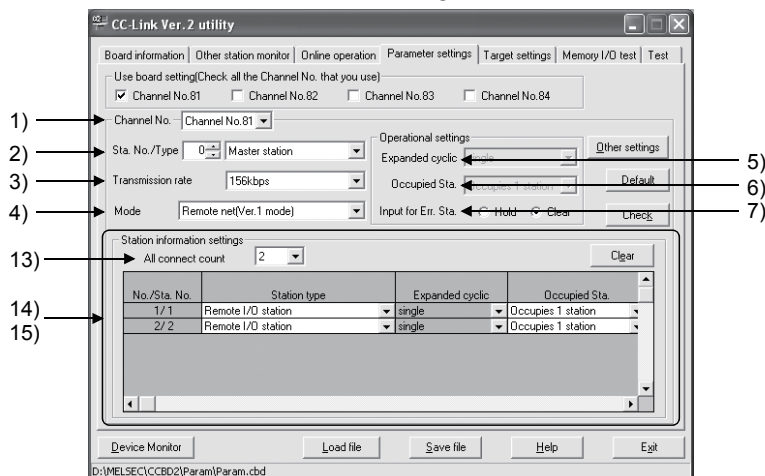 CC-Link Ver.2 utility
Board information Other station monitor Online operation Parameter settings Target settings Memory I/O test Test
Use board setting(Check all the Channel No. that you use)
Channel No.81 Channel No.82 Channel No.83 Channel No.84
1) Channel No. Channel No.81
Operational settings
2) Sta. No./Type 0 Master station
Expanded cyclic single 5)
Other settings
3) Transmission rate 156kbps
Occupied Sta. Occupies 1 station 6)
Default
4) Mode Remote net(Ver.1 mode)
Input for Err. Sta. Hold Clear 7)
Check
Station information settings
13) All connect count 2 Clear
No./Sta. No. Station type Expanded cyclic Occupied Sta.
14) 1/ 1 Remote I/O station single Occupies 1 station
15) 2/ 2 Remote I/O station single Occupies 1 station
Device Monitor Load file Save file Help Exit
D:\MELSEC\CCBD2\Param\Param.cbd